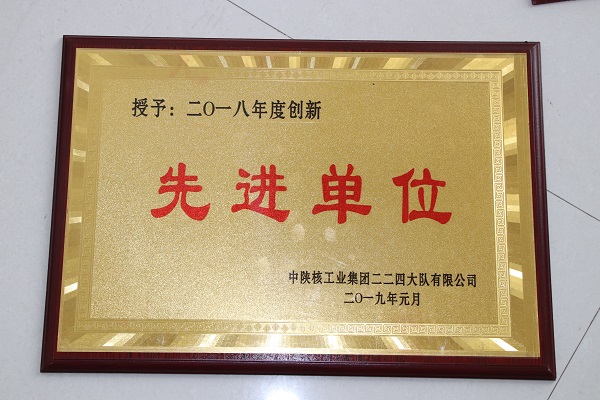 授予：二〇一八年度创新
先进单位
中陕核工业集团二二四大队有限公司
二〇一九年元月